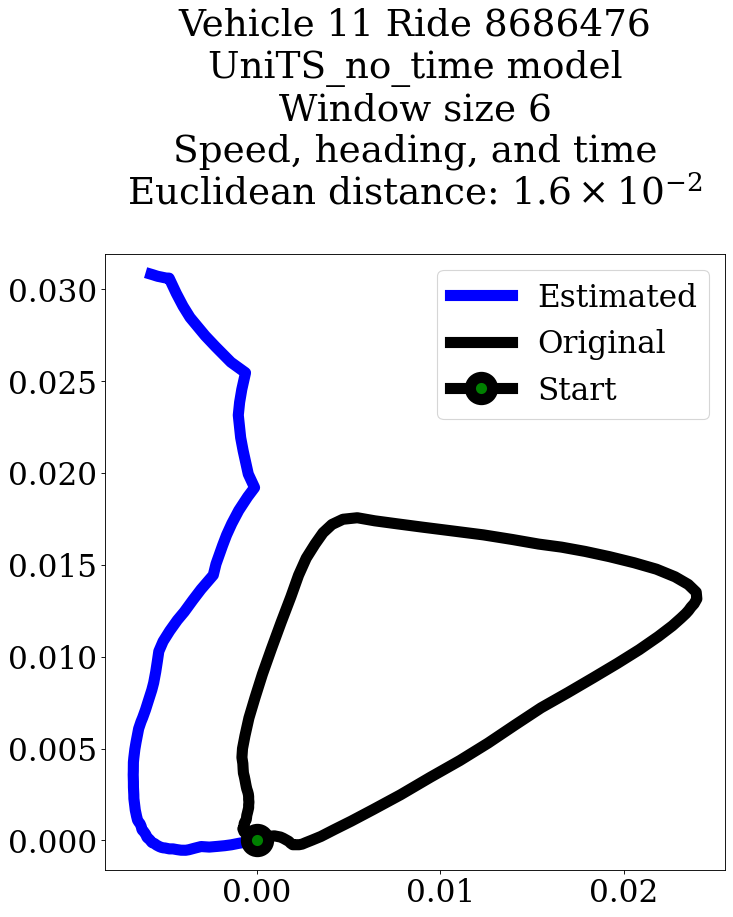 Vehicle 11 Ride 8686476
UniTS_no_time model
Window size 6
Speed, heading, and time
Euclidean distance: 1.6 × 10⁻²
Estimated
Original
Start
0.030
0.025
0.020
0.015
0.010
0.005
0.000
0.00 0.01 0.02